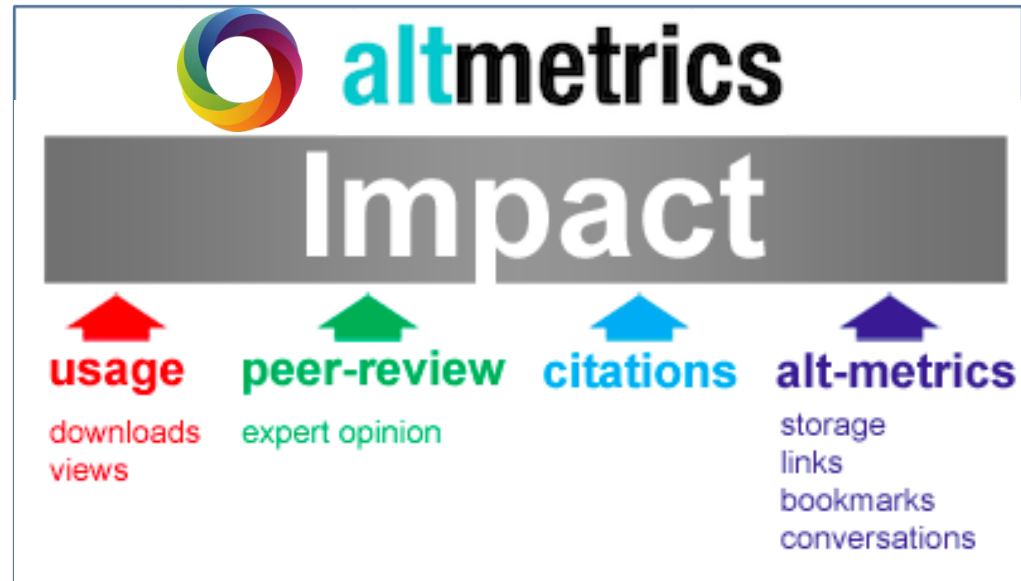 altmetrics
Impact
usage
downloads
views
peer-review
expert opinion
citations
alt-metrics
storage
links
bookmarks
conversations